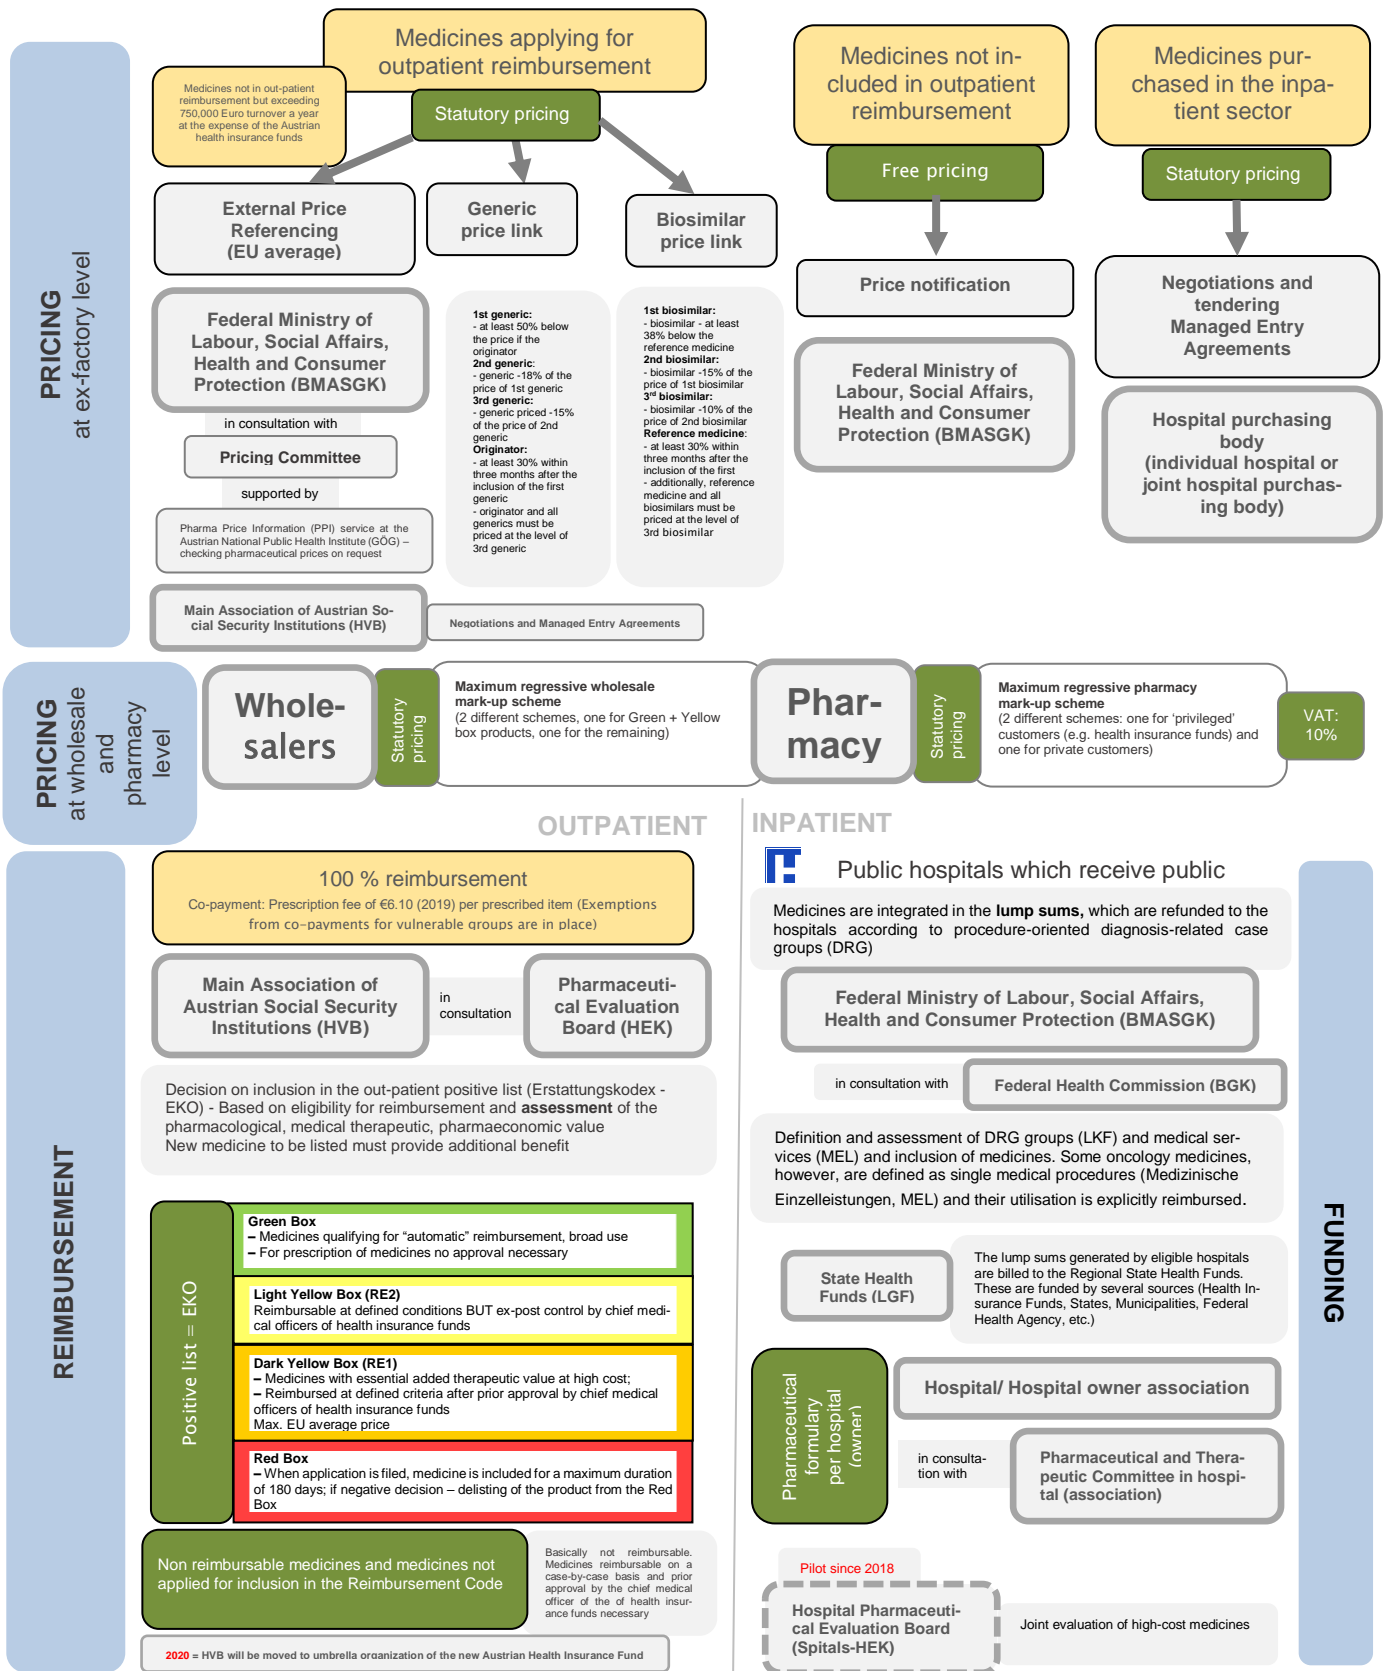 Medicines applying for
outpatient reimbursement
Medicines not in out-patient
reimbursement but exceeding
750,000 Euro turnover a year
at the expense of the Austrian
health insurance funds
Statutory pricing
Medicines not in-
cluded in outpatient
reimbursement
Free pricing
Medicines pur-
chased in the inpa-
tient sector
Statutory pricing
PRICING
at ex-factory level
External Price
Referencing
(EU average)
Generic
price link
Biosimilar
price link
Price notification
Negotiations and
tendering
Managed Entry
Agreements
Federal Ministry of
Labour, Social Affairs,
Health and Consumer
Protection (BMASGK)
in consultation with
Pricing Committee
supported by
Pharma Price Information (PPI) service at the
Austrian National Public Health Institute (GÖG) –
checking pharmaceutical prices on request
Main Association of Austrian So-
cial Security Institutions (HVB)
Negotiations and Managed Entry Agreements
1st generic:
- at least 50% below
the price if the
originator
2nd generic:
- generic -18% of the
price of 1st generic
3rd generic:
- generic priced -15%
of the price of 2nd
generic
Originator:
- at least 30% within
three months after the
inclusion of the first
generic
- originator and all
generics must be
priced at the level of
3rd generic
1st biosimilar:
- biosimilar - at least
38% below the
reference medicine
2nd biosimilar:
- biosimilar -15% of the
price of 1st biosimilar
3rd biosimilar:
- biosimilar -10% of the
price of 2nd biosimilar
Reference medicine:
- at least 30% within
three months after the
inclusion of the first
- additionally, reference
medicine and all
biosimilars must be
priced at the level of
3rd biosimilar
Federal Ministry of
Labour, Social Affairs,
Health and Consumer
Protection (BMASGK)
Hospital purchasing
body
(individual hospital or
joint hospital purchas-
ing body)
PRICING
at wholesale
and
pharmacy
level
Whole-
salers
Statutory
pricing
Maximum regressive wholesale
mark-up scheme
(2 different schemes, one for Green + Yellow
box products, one for the remaining)
Phar-
macy
Statutory
pricing
Maximum regressive pharmacy
mark-up scheme
(2 different schemes: one for ‘privileged’
customers (e.g. health insurance funds) and
one for private customers)
VAT:
10%
OUTPATIENT
INPATIENT
REIMBURSEMENT
100 % reimbursement
Co-payment: Prescription fee of €6.10 (2019) per prescribed item (Exemptions
from co-payments for vulnerable groups are in place)
Main Association of
Austrian Social Security
Institutions (HVB)
in
consultation
Pharmaceuti-
cal Evaluation
Board (HEK)
Decision on inclusion in the out-patient positive list (Erstattungskodex -
EKO) - Based on eligibility for reimbursement and assessment of the
pharmacological, medical therapeutic, pharmaeconomic value
New medicine to be listed must provide additional benefit
Positive list = EKO
Green Box
– Medicines qualifying for “automatic” reimbursement, broad use
– For prescription of medicines no approval necessary
Light Yellow Box (RE2)
Reimbursable at defined conditions BUT ex-post control by chief medi-
cal officers of health insurance funds
Dark Yellow Box (RE1)
– Medicines with essential added therapeutic value at high cost;
– Reimbursed at defined criteria after prior approval by chief medical
officers of health insurance funds
Max. EU average price
Red Box
– When application is filed, medicine is included for a maximum duration
of 180 days; if negative decision – delisting of the product from the Red
Box
Non reimbursable medicines and medicines not
applied for inclusion in the Reimbursement Code
Basically not reimbursable.
Medicines reimbursable on a
case-by-case basis and prior
approval by the chief medical
officer of the of health insur-
ance funds necessary
2020 = HVB will be moved to umbrella organization of the new Austrian Health Insurance Fund
Public hospitals which receive public
Medicines are integrated in the lump sums, which are refunded to the
hospitals according to procedure-oriented diagnosis-related case
groups (DRG)
Federal Ministry of Labour, Social Affairs,
Health and Consumer Protection (BMASGK)
in consultation with
Federal Health Commission (BGK)
Definition and assessment of DRG groups (LKF) and medical ser-
vices (MEL) and inclusion of medicines. Some oncology medicines,
however, are defined as single medical procedures (Medizinische
Einzelleistungen, MEL) and their utilisation is explicitly reimbursed.
State Health
Funds (LGF)
The lump sums generated by eligible hospitals
are billed to the Regional State Health Funds.
These are funded by several sources (Health In-
surance Funds, States, Municipalities, Federal
Health Agency, etc.)
Pharmaceutical
formulary
per hospital
(owner)
Hospital/ Hospital owner association
in consulta-
tion with
Pharmaceutical and Thera-
peutic Committee in hospi-
tal (association)
Pilot since 2018
Hospital Pharmaceuti-
cal Evaluation Board
(Spitals-HEK)
Joint evaluation of high-cost medicines
FUNDING